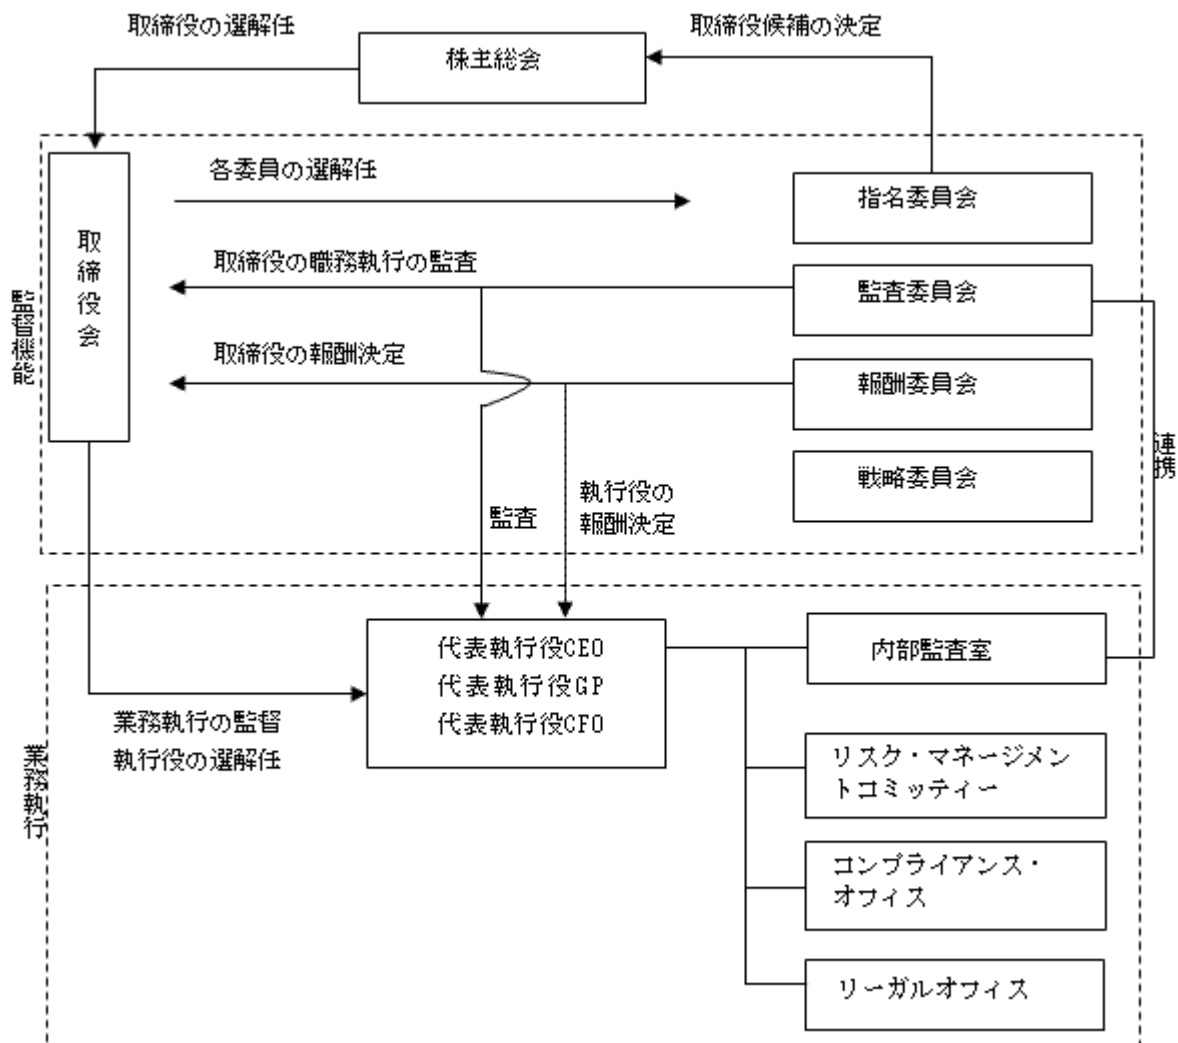 取締役の選解任
取締役候補の決定
株主総会
各委員の選解任
指名委員会
取締役会
取締役の職務執行の監査
監査委員会
監督機能
取締役の報酬決定
報酬委員会
連携
戦略委員会
執行役の
報酬決定
監査
代表執行役CEO
代表執行役GP
代表執行役CFO
内部監査室
業務執行の監督
執行役の選解任
業務執行
リスク・マネージメン
トコミッティー
コンプライアンス・
オフィス
リーガルオフィス